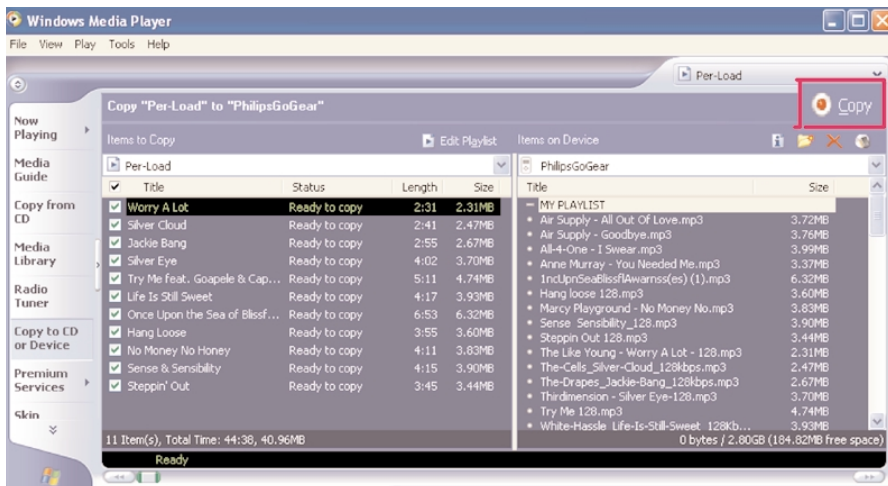 Windows Media Player
File View Play Tools Help
Per-Load
Copy "Per-Load" to "PhilipsGoGear"
Copy
Now Playing
Media Guide
Copy from CD
Media Library
Radio Tuner
Copy to CD or Device
Premium Services
Skin
Items to Copy
Edit Playlist
Per-Load
Title Status Length Size
Worry A Lot Ready to copy 2:31 2.31MB
Silver Cloud Ready to copy 2:41 2.47MB
Jackie Bang Ready to copy 2:55 2.67MB
Silver Eye Ready to copy 4:02 3.70MB
Try Me feat. Goapele & Cap... Ready to copy 5:11 4.74MB
Life Is Still Sweet Ready to copy 4:17 3.93MB
Once Upon the Sea of Blissf... Ready to copy 6:53 6.32MB
Hang Loose Ready to copy 3:55 3.60MB
No Money No Honey Ready to copy 4:11 3.83MB
Sense & Sensibility Ready to copy 4:15 3.90MB
Steppin' Out Ready to copy 3:45 3.44MB
11 Item(s), Total Time: 44:38, 40.96MB
Items on Device
PhilipsGoGear
Title Size
MY PLAYLIST
Air Supply - All Out Of Love.mp3 3.72MB
Air Supply - Goodbye.mp3 3.76MB
All-4-One - I Swear.mp3 3.99MB
Anne Murray - You Needed Me.mp3 3.37MB
1ncUpnSeaBlissflAwarnss(es) (1).mp3 6.32MB
Hang loose 128.mp3 3.60MB
Marcy Playground - No Money No.mp3 3.83MB
Sense Sensibility_128.mp3 3.90MB
Steppin Out 128.mp3 3.44MB
The Like Young - Worry A Lot - 128.mp3 2.31MB
The-Cells_Silver-Cloud_128kbps.mp3 2.47MB
The-Drapes_Jackie-Bang_128kbps.mp3 2.67MB
Thirdimension - Silver Eye-128.mp3 3.70MB
Try Me 128.mp3 4.74MB
White-Hassle_Life-Is-Still-Sweet_128Kb... 3.93MB
0 bytes / 2.80GB (184.82MB free space)
Ready